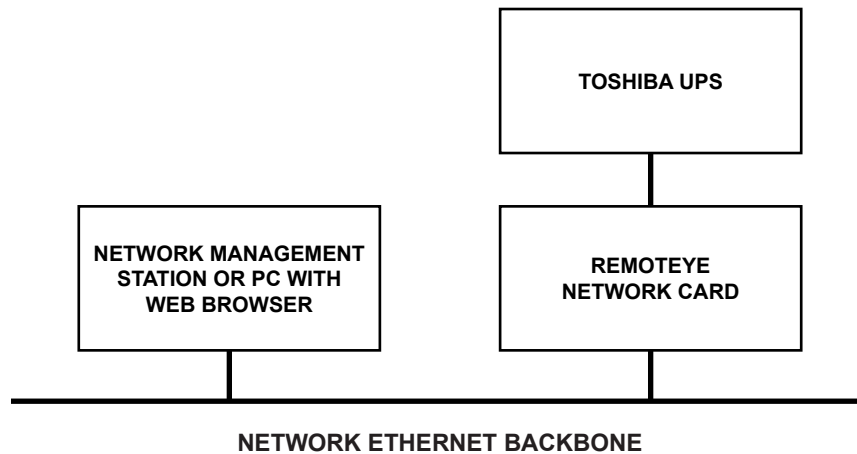 TOSHIBA UPS
NETWORK MANAGEMENT
STATION OR PC WITH
WEB BROWSER
REMOTEYE
NETWORK CARD
NETWORK ETHERNET BACKBONE